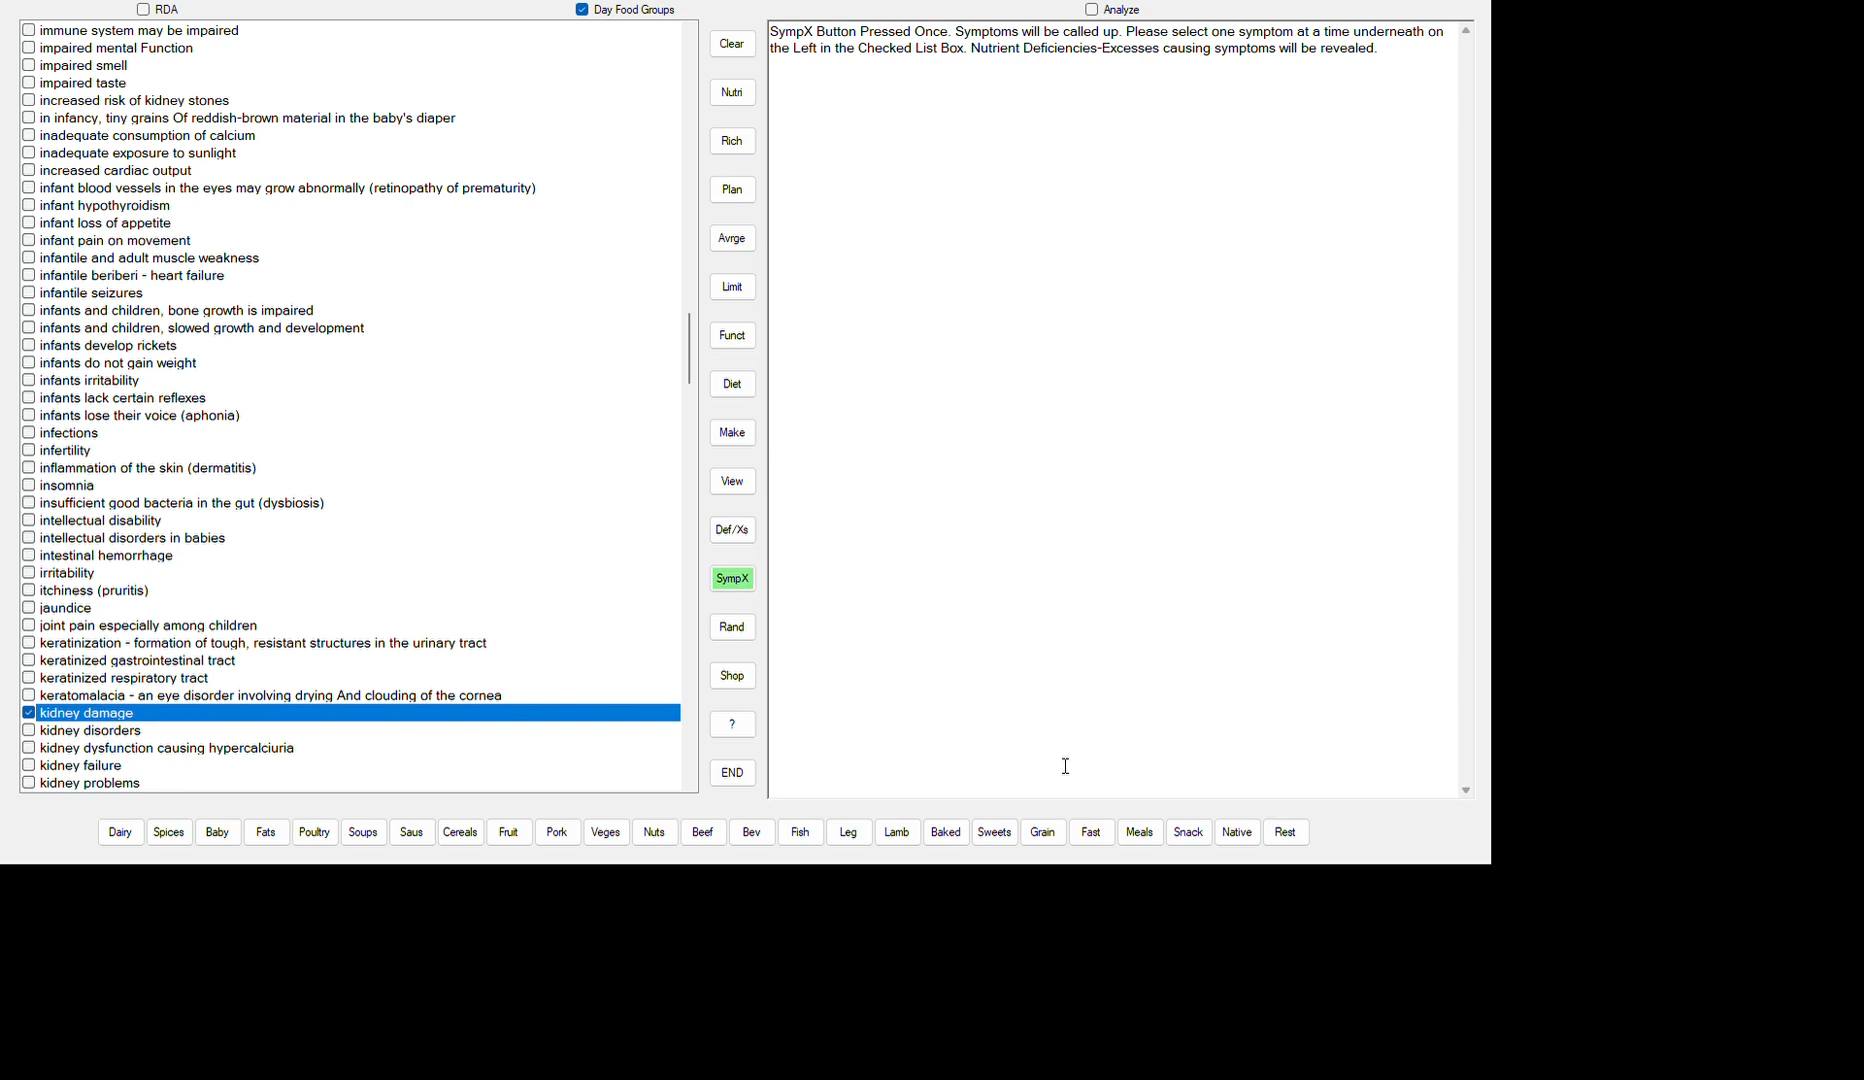 RDA
Day Food Groups
Analyze
immune system may be impaired
impaired mental Function
impaired smell
impaired taste
increased risk of kidney stones
in infancy, tiny grains Of reddish-brown material in the baby's diaper
inadequate consumption of calcium
inadequate exposure to sunlight
increased cardiac output
infant blood vessels in the eyes may grow abnormally (retinopathy of prematurity)
infant hypothyroidism
infant loss of appetite
infant pain on movement
infantile and adult muscle weakness
infantile beriberi - heart failure
infantile seizures
infants and children, bone growth is impaired
infants and children, slowed growth and development
infants develop rickets
infants do not gain weight
infants irritability
infants lack certain reflexes
infants lose their voice (aphonia)
infections
infertility
inflammation of the skin (dermatitis)
insomnia
insufficient good bacteria in the gut (dysbiosis)
intellectual disability
intellectual disorders in babies
intestinal hemorrhage
irritability
itchiness (pruritis)
jaundice
joint pain especially among children
keratinization - formation of tough, resistant structures in the urinary tract
keratinized gastrointestinal tract
keratinized respiratory tract
keratomalacia - an eye disorder involving drying And clouding of the cornea
kidney damage
kidney disorders
kidney dysfunction causing hypercalciuria
kidney failure
kidney problems
Clear
Nutri
Rich
Plan
Avrge
Limit
Funct
Diet
Make
View
Def/Xs
SympX
Rand
Shop
?
END
SympX Button Pressed Once. Symptoms will be called up. Please select one symptom at a time underneath on
the Left in the Checked List Box. Nutrient Deficiencies-Excesses causing symptoms will be revealed.
Dairy
Spices
Baby
Fats
Poultry
Soups
Saus
Cereals
Fruit
Pork
Veges
Nuts
Beef
Bev
Fish
Leg
Lamb
Baked
Sweets
Grain
Fast
Meals
Snack
Native
Rest